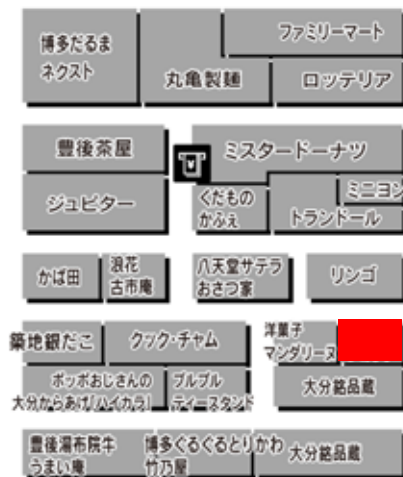 ファミリーマート
博多だるま
ネクスト
丸亀製麺
ロッテリア
豊後茶屋
ミスタードーナツ
ジュピター
くだもの
かふぇ
ミニヨン
トランドール
かば田
浪花
古市庵
八天堂サテラ
おさつ家
リンゴ
築地銀だこ
クック・チャム
洋菓子
マンダリーヌ
ポッポおじさんの
大分からあげ「ハイカラ」
ブルブル
ティースタンド
大分銘品蔵
豊後湯布院牛
うまい庵
博多ぐるぐるとりかわ
竹乃屋
大分銘品蔵